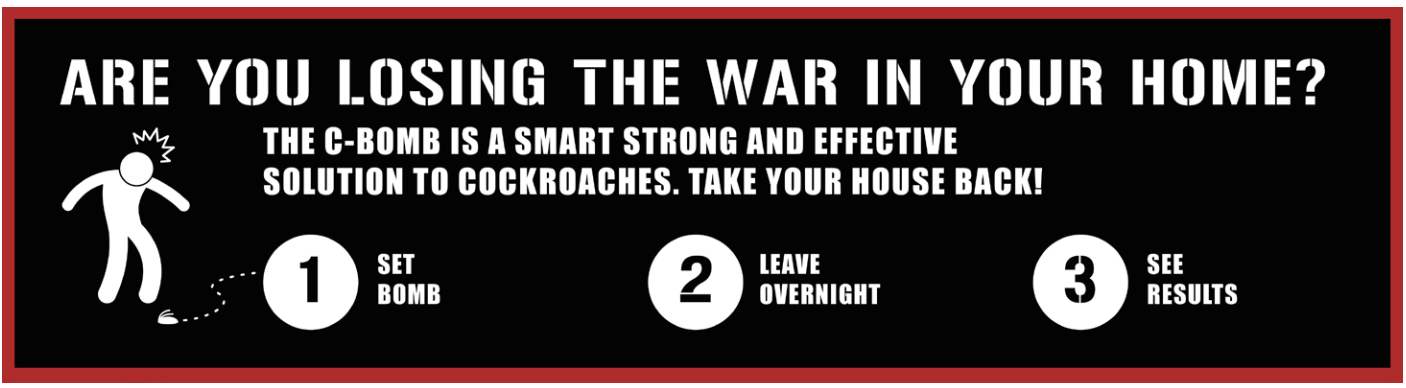 ARE YOU LOSING THE WAR IN YOUR HOME?
THE C-BOMB IS A SMART STRONG AND EFFECTIVE
SOLUTION TO COCKROACHES. TAKE YOUR HOUSE BACK!
1
SET
BOMB
2
LEAVE
OVERNIGHT
3
SEE
RESULTS